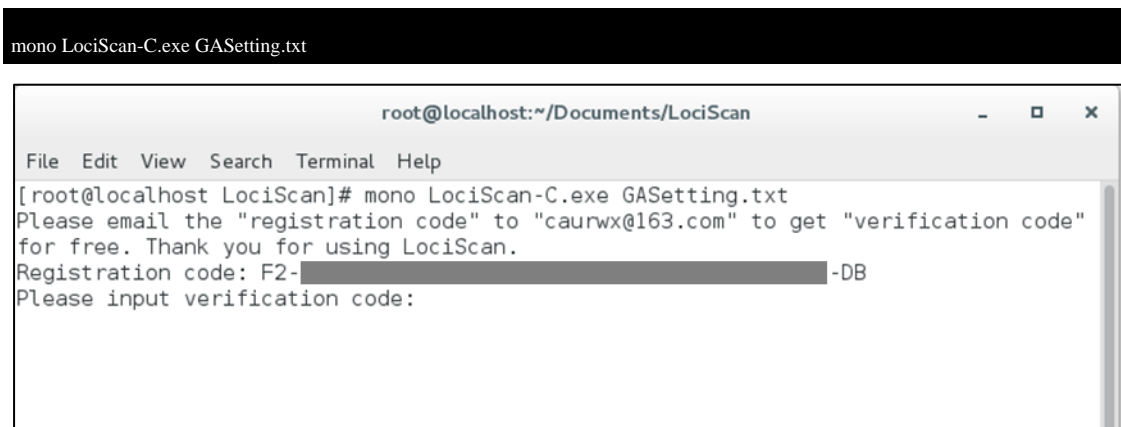 mono LociScan-C.exe GASetting.txt
root@localhost:~/Documents/LociScan
File Edit View Search Terminal Help
[root@localhost LociScan]# mono LociScan-C.exe GASetting.txt
Please email the "registration code" to "caurwx@163.com" to get "verification code"
for free. Thank you for using LociScan.
Registration code: F2- -DB
Please input verification code: